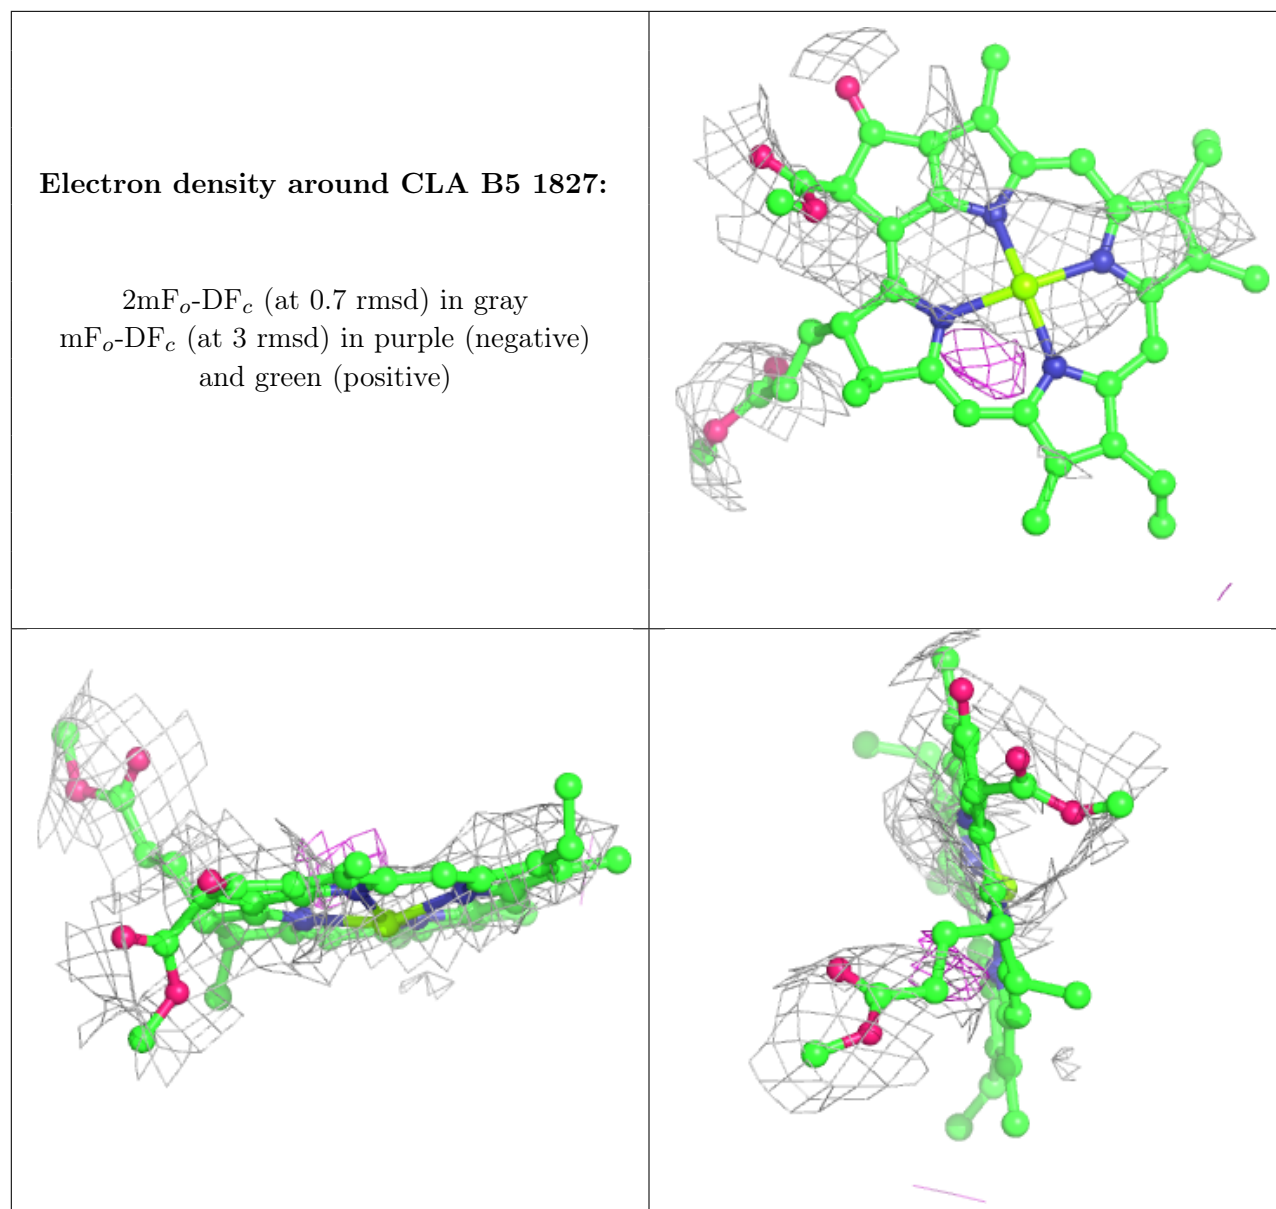 Electron density around CLA B5 1827:
2mFo-DFc (at 0.7 rmsd) in gray
mFo-DFc (at 3 rmsd) in purple (negative)
and green (positive)